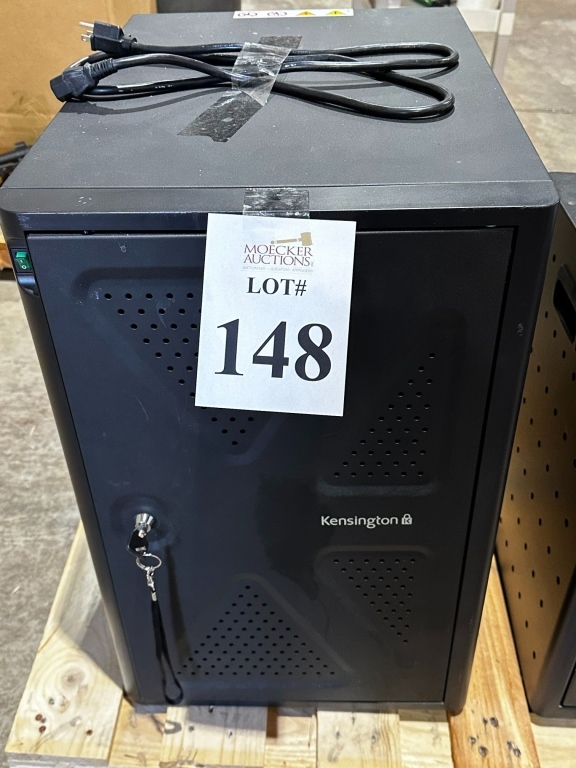 MOECKER
AUCTIONS
LOT#
148
Kensington